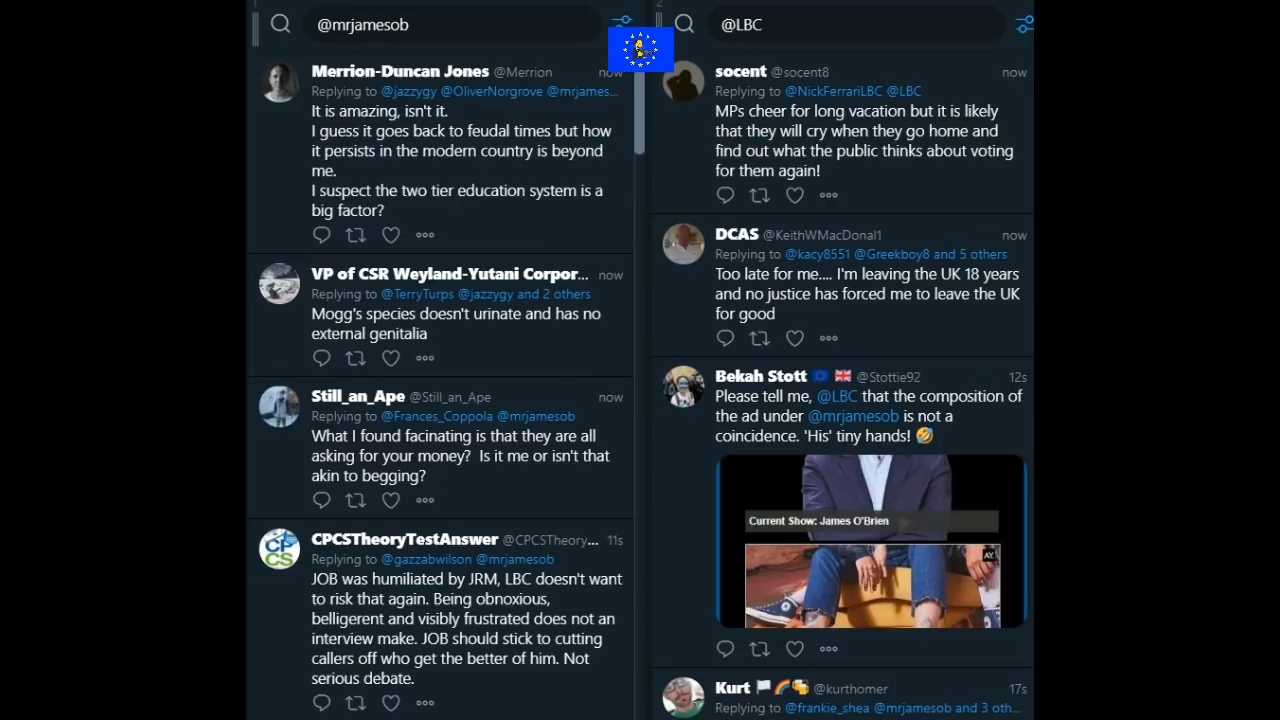 1
@mrjamesob
Merrion-Duncan Jones @Merrion now
Replying to @jazzygy @OliverNorgrove @mrjames...
It is amazing, isn't it.
I guess it goes back to feudal times but how
it persists in the modern country is beyond
me.
I suspect the two tier education system is a
big factor?
VP of CSR Weyland-Yutani Corpor... now
Replying to @TerryTurps @jazzygy and 2 others
Mogg's species doesn't urinate and has no
external genitalia
Still_an_Ape @Still_an_Ape now
Replying to @Frances_Coppola @mrjamesob
What I found facinating is that they are all
asking for your money?  Is it me or isn't that
akin to begging?
CPCS
CPCSTheoryTestAnswer @CPCSTheory... 11s
Replying to @gazzabwilson @mrjamesob
JOB was humiliated by JRM, LBC doesn't want
to risk that again. Being obnoxious,
belligerent and visibly frustrated does not an
interview make. JOB should stick to cutting
callers off who get the better of him. Not
serious debate.
2
@LBC
socent @socent8 now
Replying to @NickFerrariLBC @LBC
MPs cheer for long vacation but it is likely
that they will cry when they go home and
find out what the public thinks about voting
for them again!
DCAS @KeithWMacDonal1 now
Replying to @kacy8551 @Greekboy8 and 5 others
Too late for me.... I'm leaving the UK 18 years
and no justice has forced me to leave the UK
for good
Bekah Stott 🇪🇺 🇬🇧 @Stottie92 12s
Please tell me, @LBC that the composition of
the ad under @mrjamesob is not a
coincidence. 'His' tiny hands! 🤣
Current Show: James O'Brien
AY
Kurt 🏳️🌈🍻 @kurthomer 17s
Replying to @frankie_shea @mrjamesob and 3 oth...